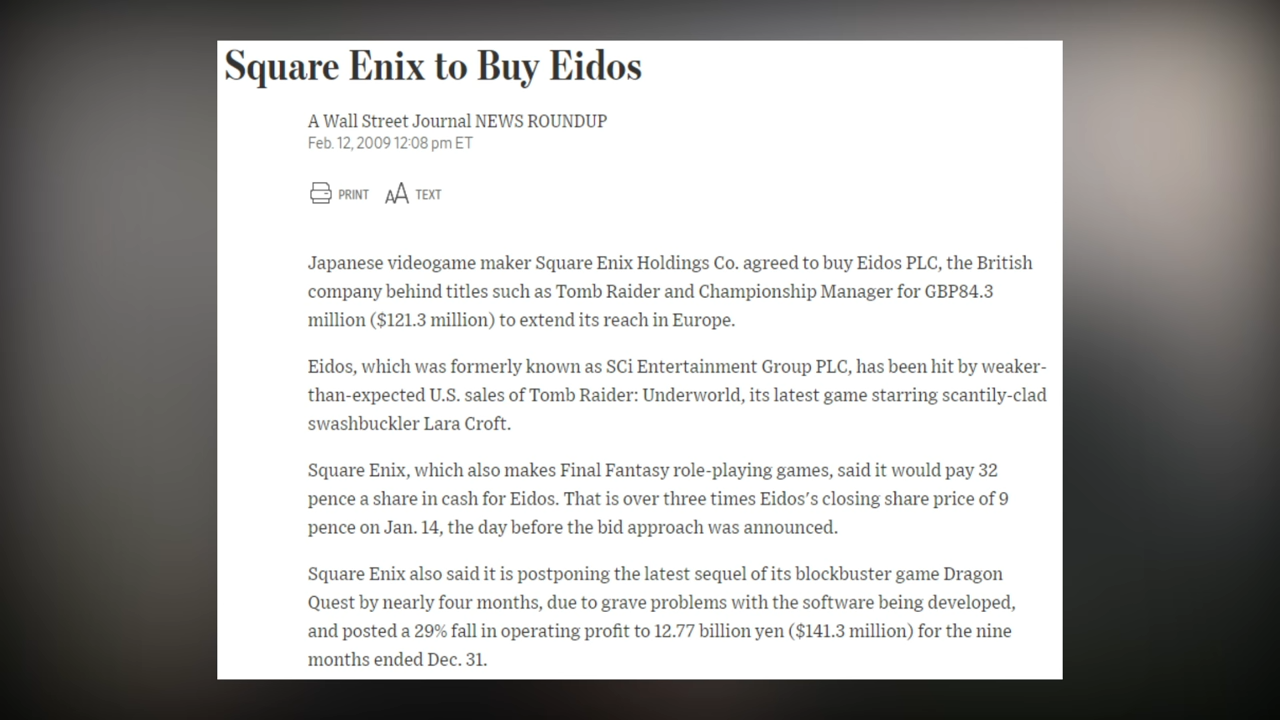 Square Enix to Buy Eidos
A Wall Street Journal NEWS ROUNDUP
Feb. 12, 2009 12:08 pm ET
PRINT AA TEXT
Japanese videogame maker Square Enix Holdings Co. agreed to buy Eidos PLC, the British
company behind titles such as Tomb Raider and Championship Manager for GBP84.3
million ($121.3 million) to extend its reach in Europe.
Eidos, which was formerly known as SCi Entertainment Group PLC, has been hit by weaker-
than-expected U.S. sales of Tomb Raider: Underworld, its latest game starring scantily-clad
swashbuckler Lara Croft.
Square Enix, which also makes Final Fantasy role-playing games, said it would pay 32
pence a share in cash for Eidos. That is over three times Eidos's closing share price of 9
pence on Jan. 14, the day before the bid approach was announced.
Square Enix also said it is postponing the latest sequel of its blockbuster game Dragon
Quest by nearly four months, due to grave problems with the software being developed,
and posted a 29% fall in operating profit to 12.77 billion yen ($141.3 million) for the nine
months ended Dec. 31.